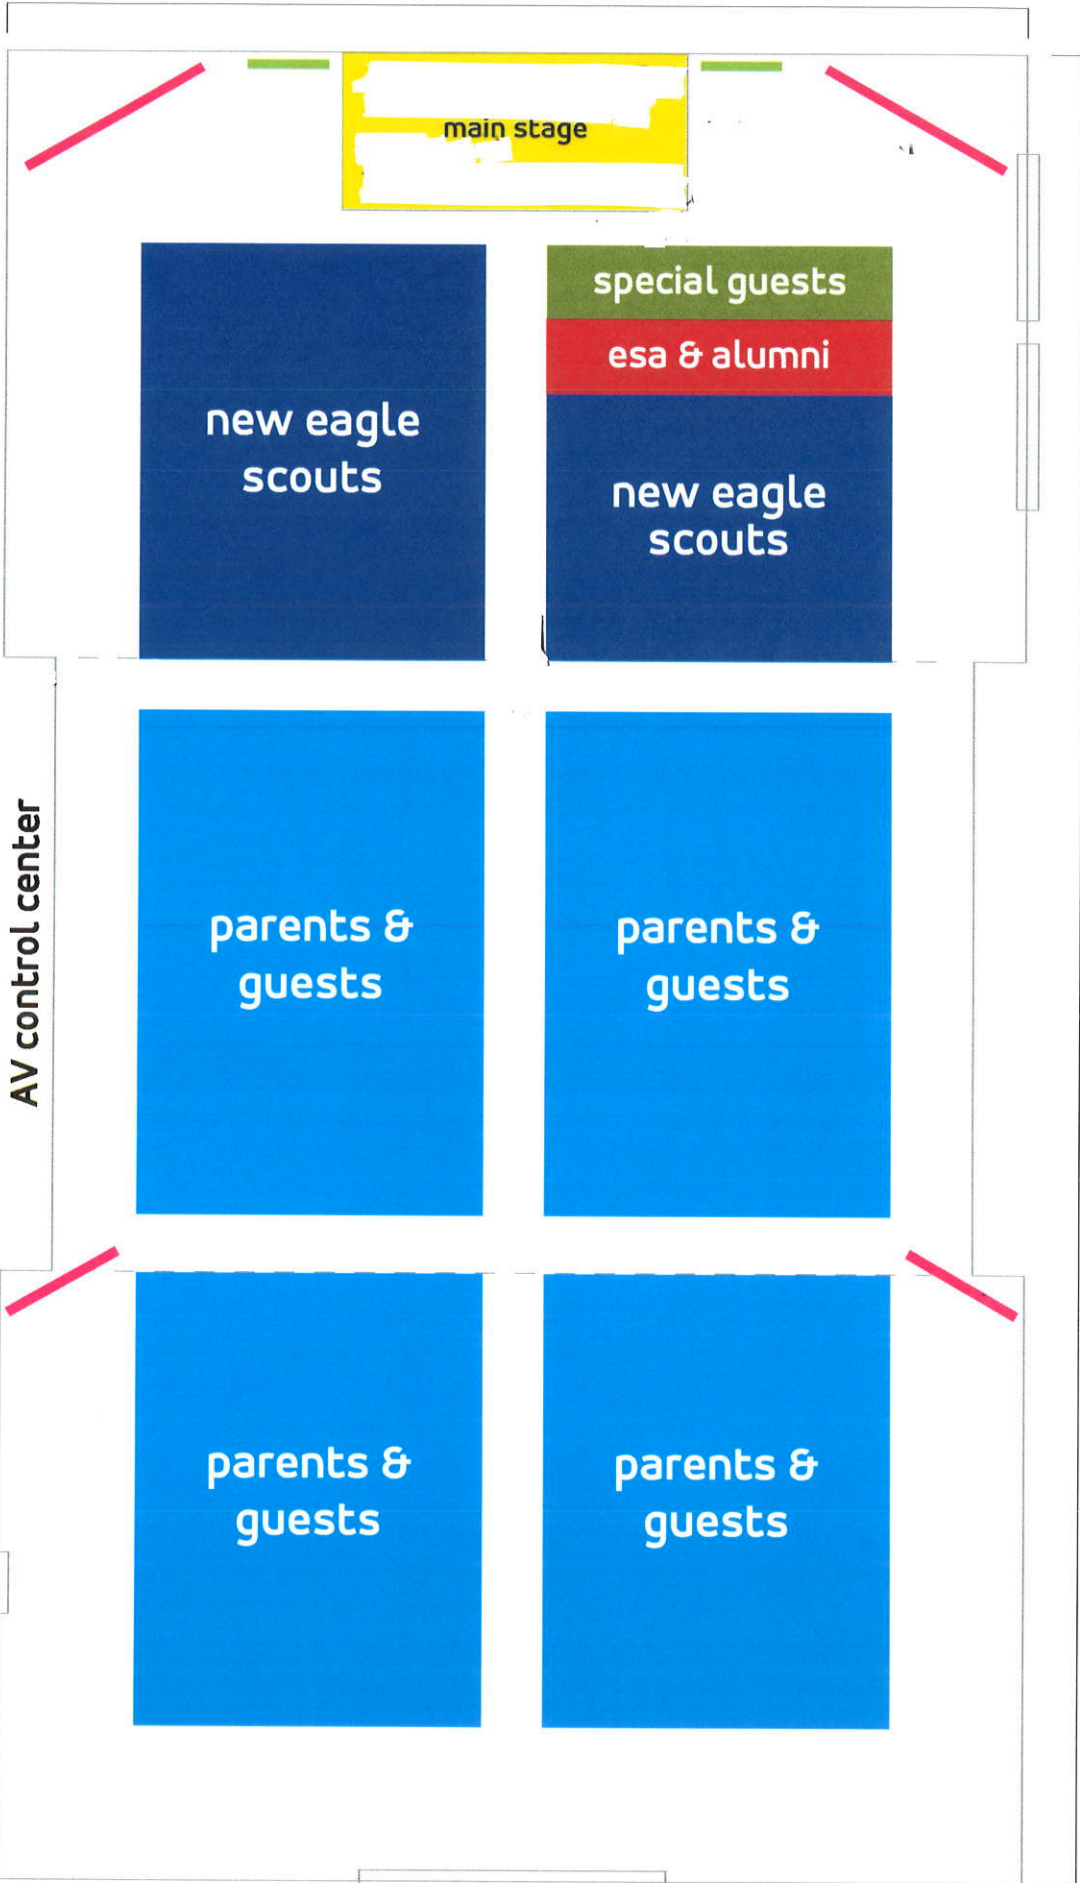 main stage
special guests
esa & alumni
new eagle
scouts
new eagle
scouts
AV control center
parents &
guests
parents &
guests
parents &
guests
parents &
guests